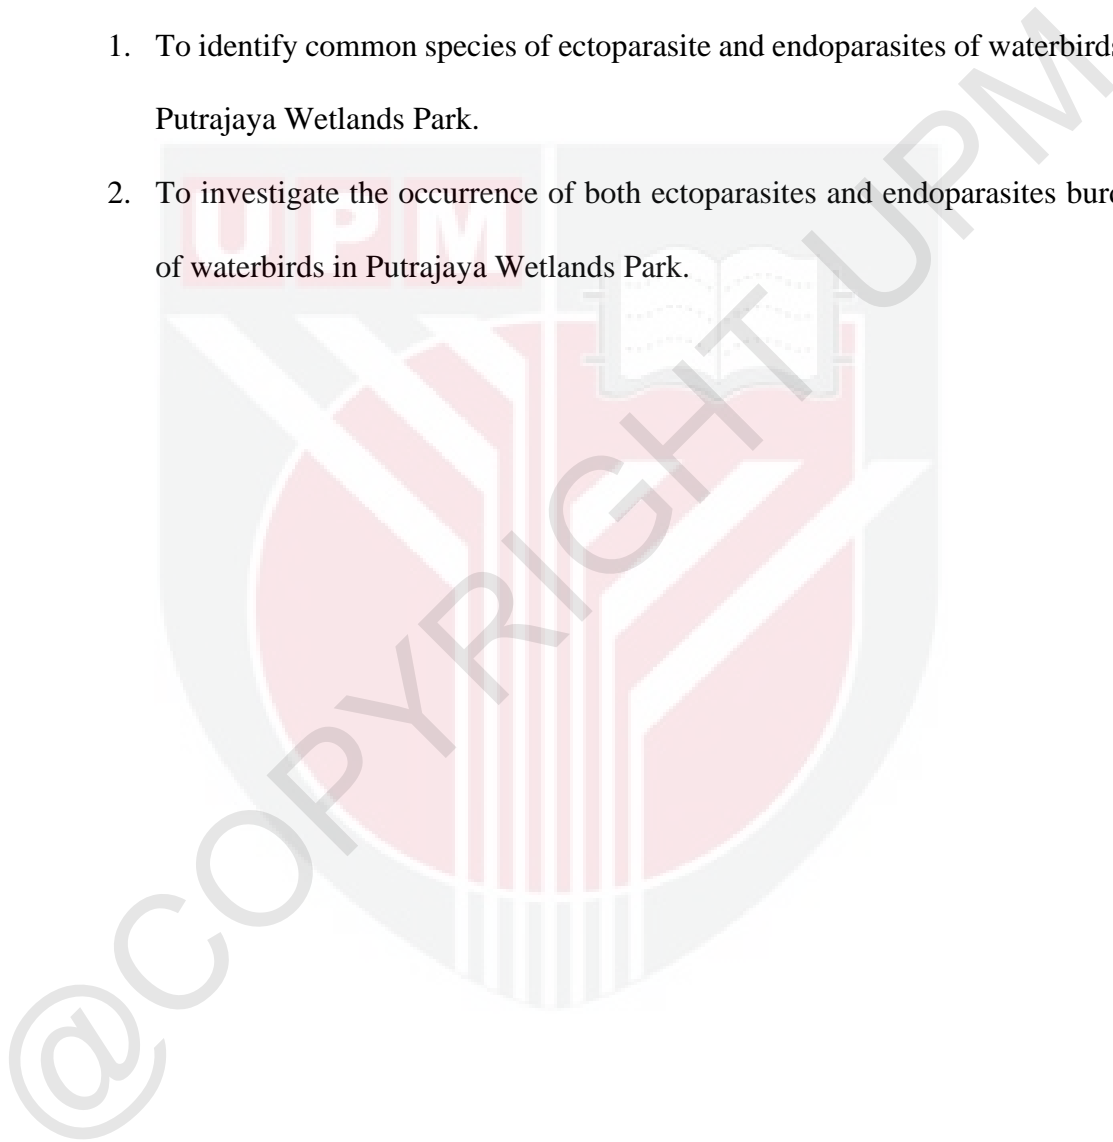 1. To identify common species of ectoparasite and endoparasites of waterbirds
Putrajaya Wetlands Park.
2. To investigate the occurrence of both ectoparasites and endoparasites
of waterbirds in Putrajaya Wetlands Park.
UPM
@COPYRIGHT UPM